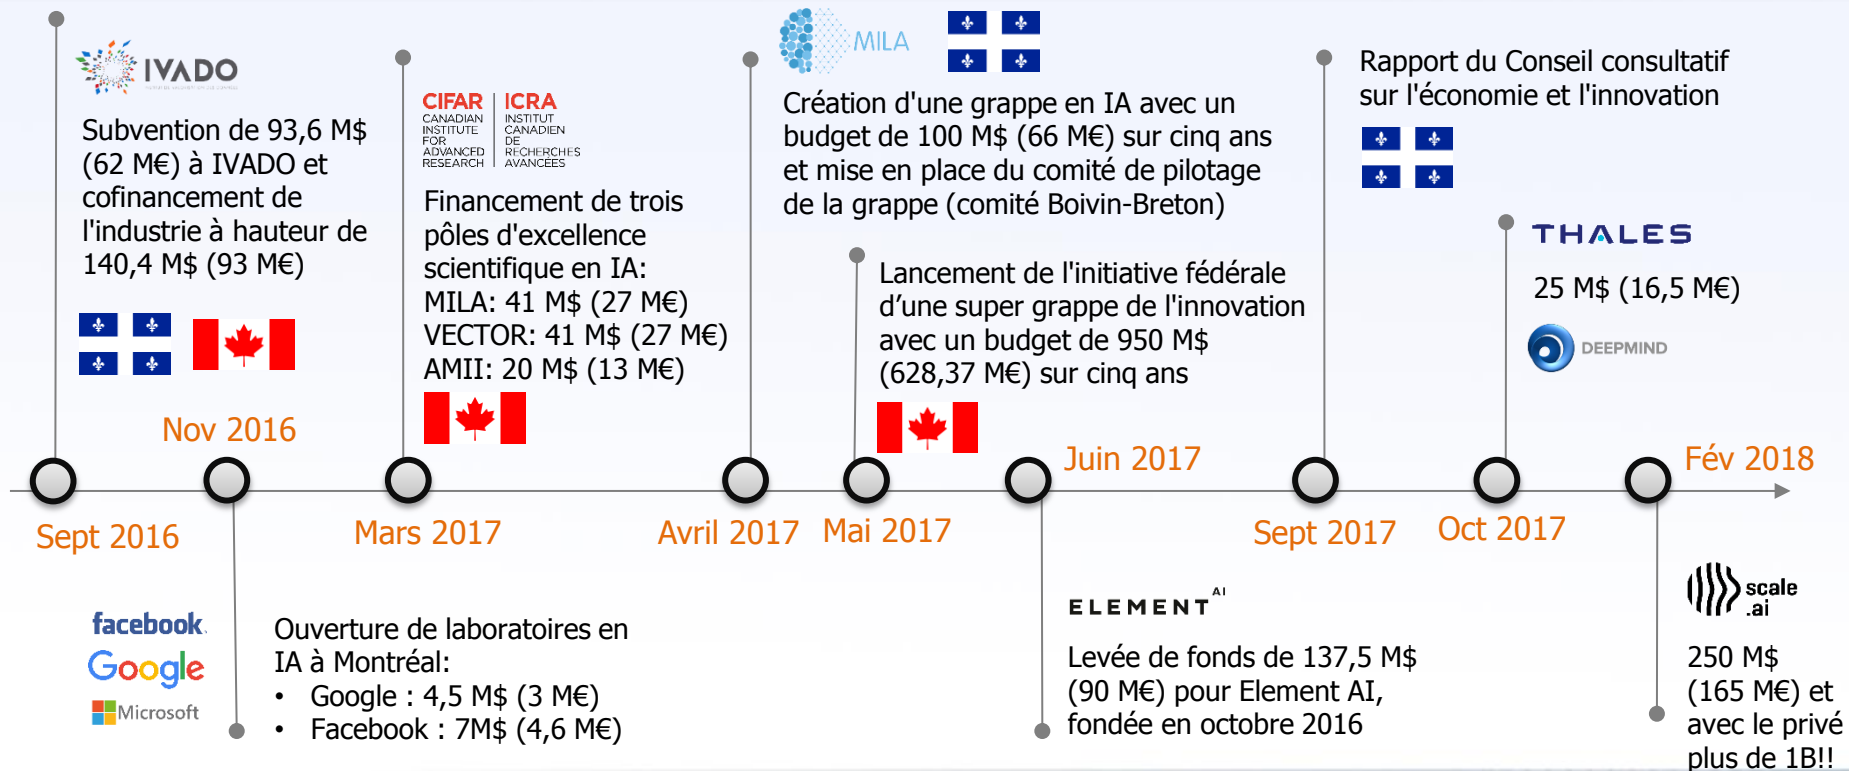 IVADO
Subvention de 93,6 M$
(62 M€) à IVADO et
cofinancement de
l'industrie à hauteur de
140,4 M$ (93 M€)
CIFAR
CANADIAN
INSTITUTE
FOR
ADVANCED
RESEARCH
ICRA
INSTITUT
CANADIEN
DE
RECHERCHES
AVANCÉES
Financement de trois
pôles d'excellence
scientifique en IA:
MILA: 41 M$ (27 M€)
VECTOR: 41 M$ (27 M€)
AMII: 20 M$ (13 M€)
MILA
Création d'une grappe en IA avec un
budget de 100 M$ (66 M€) sur cinq ans
et mise en place du comité de pilotage
de la grappe (comité Boivin-Breton)
Lancement de l'initiative fédérale
d’une super grappe de l'innovation
avec un budget de 950 M$
(628,37 M€) sur cinq ans
Rapport du Conseil consultatif
sur l'économie et l'innovation
THALES
25 M$ (16,5 M€)
DEEPMIND
Nov 2016
Juin 2017
Fév 2018
Sept 2016
Mars 2017
Avril 2017
Mai 2017
Sept 2017
Oct 2017
facebook
Google
Microsoft
Ouverture de laboratoires en
IA à Montréal:
• Google : 4,5 M$ (3 M€)
• Facebook : 7M$ (4,6 M€)
ELEMENT AI
Levée de fonds de 137,5 M$
(90 M€) pour Element AI,
fondée en octobre 2016
scale
.ai
250 M$
(165 M€) et
avec le privé
plus de 1B!!